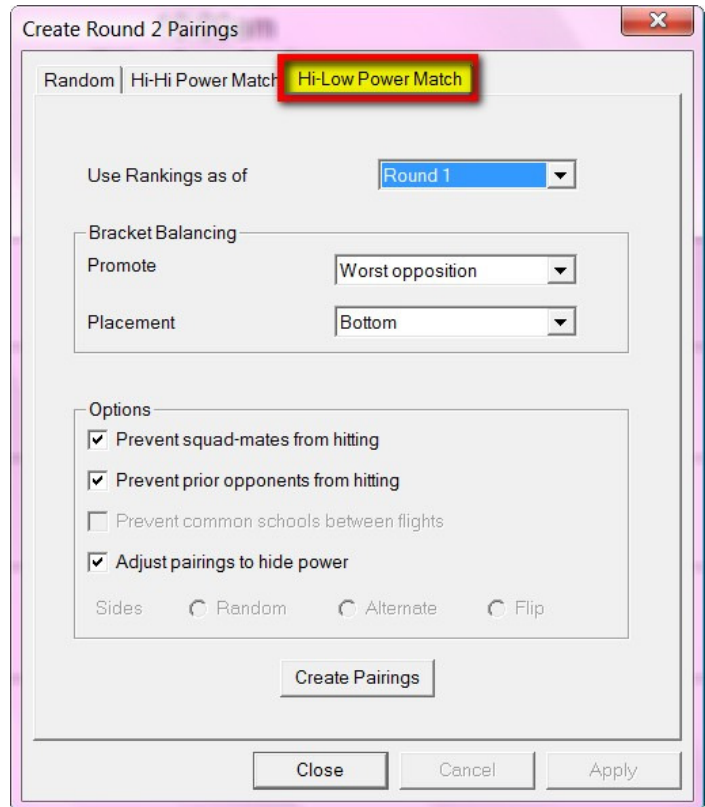 Create Round 2 Pairings
Random Hi-Hi Power Match Hi-Low Power Match
Use Rankings as of Round 1
Bracket Balancing
Promote Worst opposition
Placement Bottom
Options
Prevent squad-mates from hitting
Prevent prior opponents from hitting
Prevent common schools between flights
Adjust pairings to hide power
Sides Random Alternate Flip
Create Pairings
Close Cancel Apply